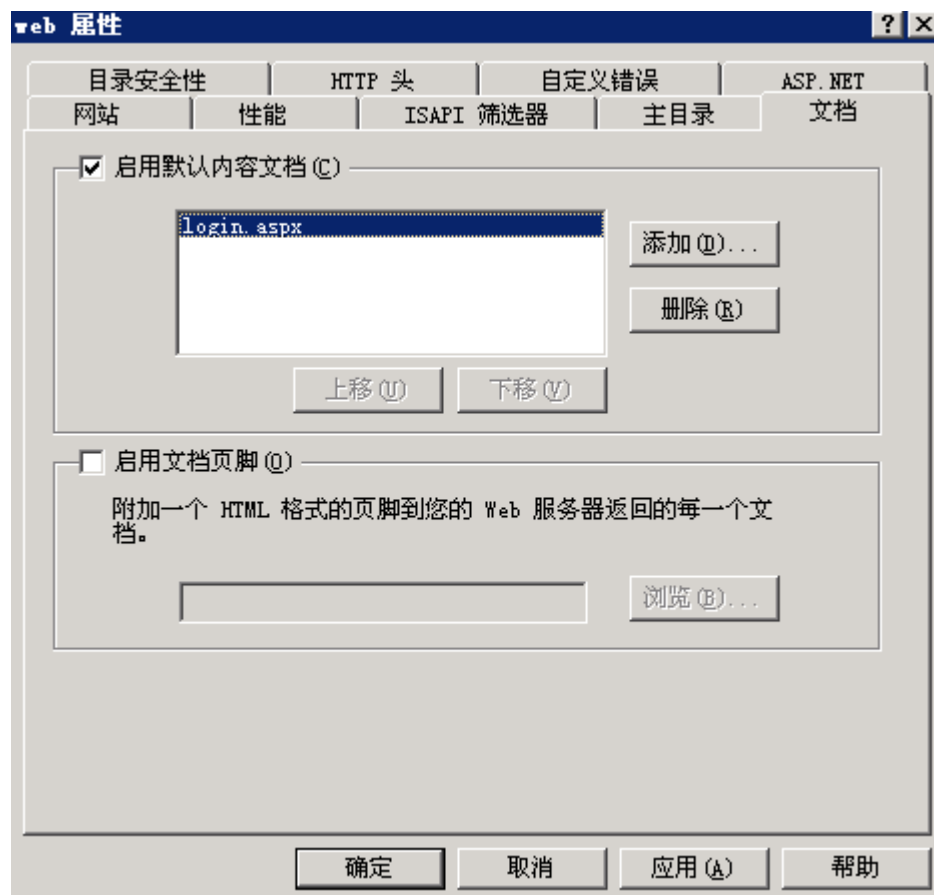 web 属性
目录安全性 HTTP 头 自定义错误 ASP.NET
网站 性能 ISAPI 筛选器 主目录 文档
启用默认内容文档(C)
login.aspx
添加(D)...
删除(R)
上移(U) 下移(V)
启用文档页脚(O)
附加一个 HTML 格式的页脚到您的 Web 服务器返回的每一个文
档。
浏览(B)...
确定 取消 应用(A) 帮助